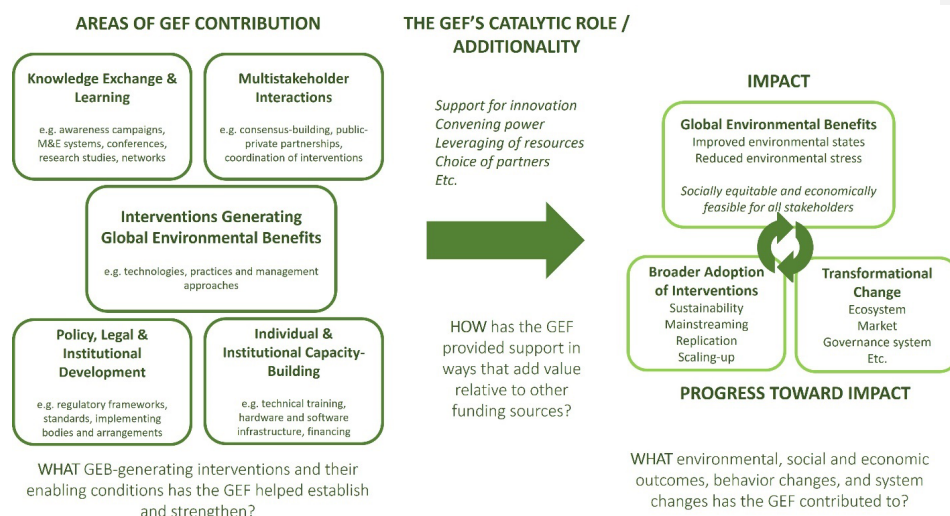 AREAS OF GEF CONTRIBUTION
Knowledge Exchange &
Learning
e.g. awareness campaigns,
M&E systems, conferences,
research studies, networks
Multistakeholder
Interactions
e.g. consensus-building, public-
private partnerships,
coordination of interventions
Interventions Generating
Global Environmental Benefits
e.g. technologies, practices and management
approaches
Policy, Legal &
Institutional
Development
e.g. regulatory frameworks,
standards, implementing
bodies and arrangements
Individual &
Institutional Capacity-
Building
e.g. technical training,
hardware and software
infrastructure, financing
WHAT GEB-generating interventions and their
enabling conditions has the GEF helped establish
and strengthen?
THE GEF'S CATALYTIC ROLE /
ADDITIONALITY
Support for innovation
Convening power
Leveraging of resources
Choice of partners
Etc.
HOW has the GEF
provided support in
ways that add value
relative to other
funding sources?
IMPACT
Global Environmental Benefits
Improved environmental states
Reduced environmental stress
Socially equitable and economically
feasible for all stakeholders
Broader Adoption
of Interventions
Sustainability
Mainstreaming
Replication
Scaling-up
Transformational
Change
Ecosystem
Market
Governance system
Etc.
PROGRESS TOWARD IMPACT
WHAT environmental, social and economic
outcomes, behavior changes, and system
changes has the GEF contributed to?